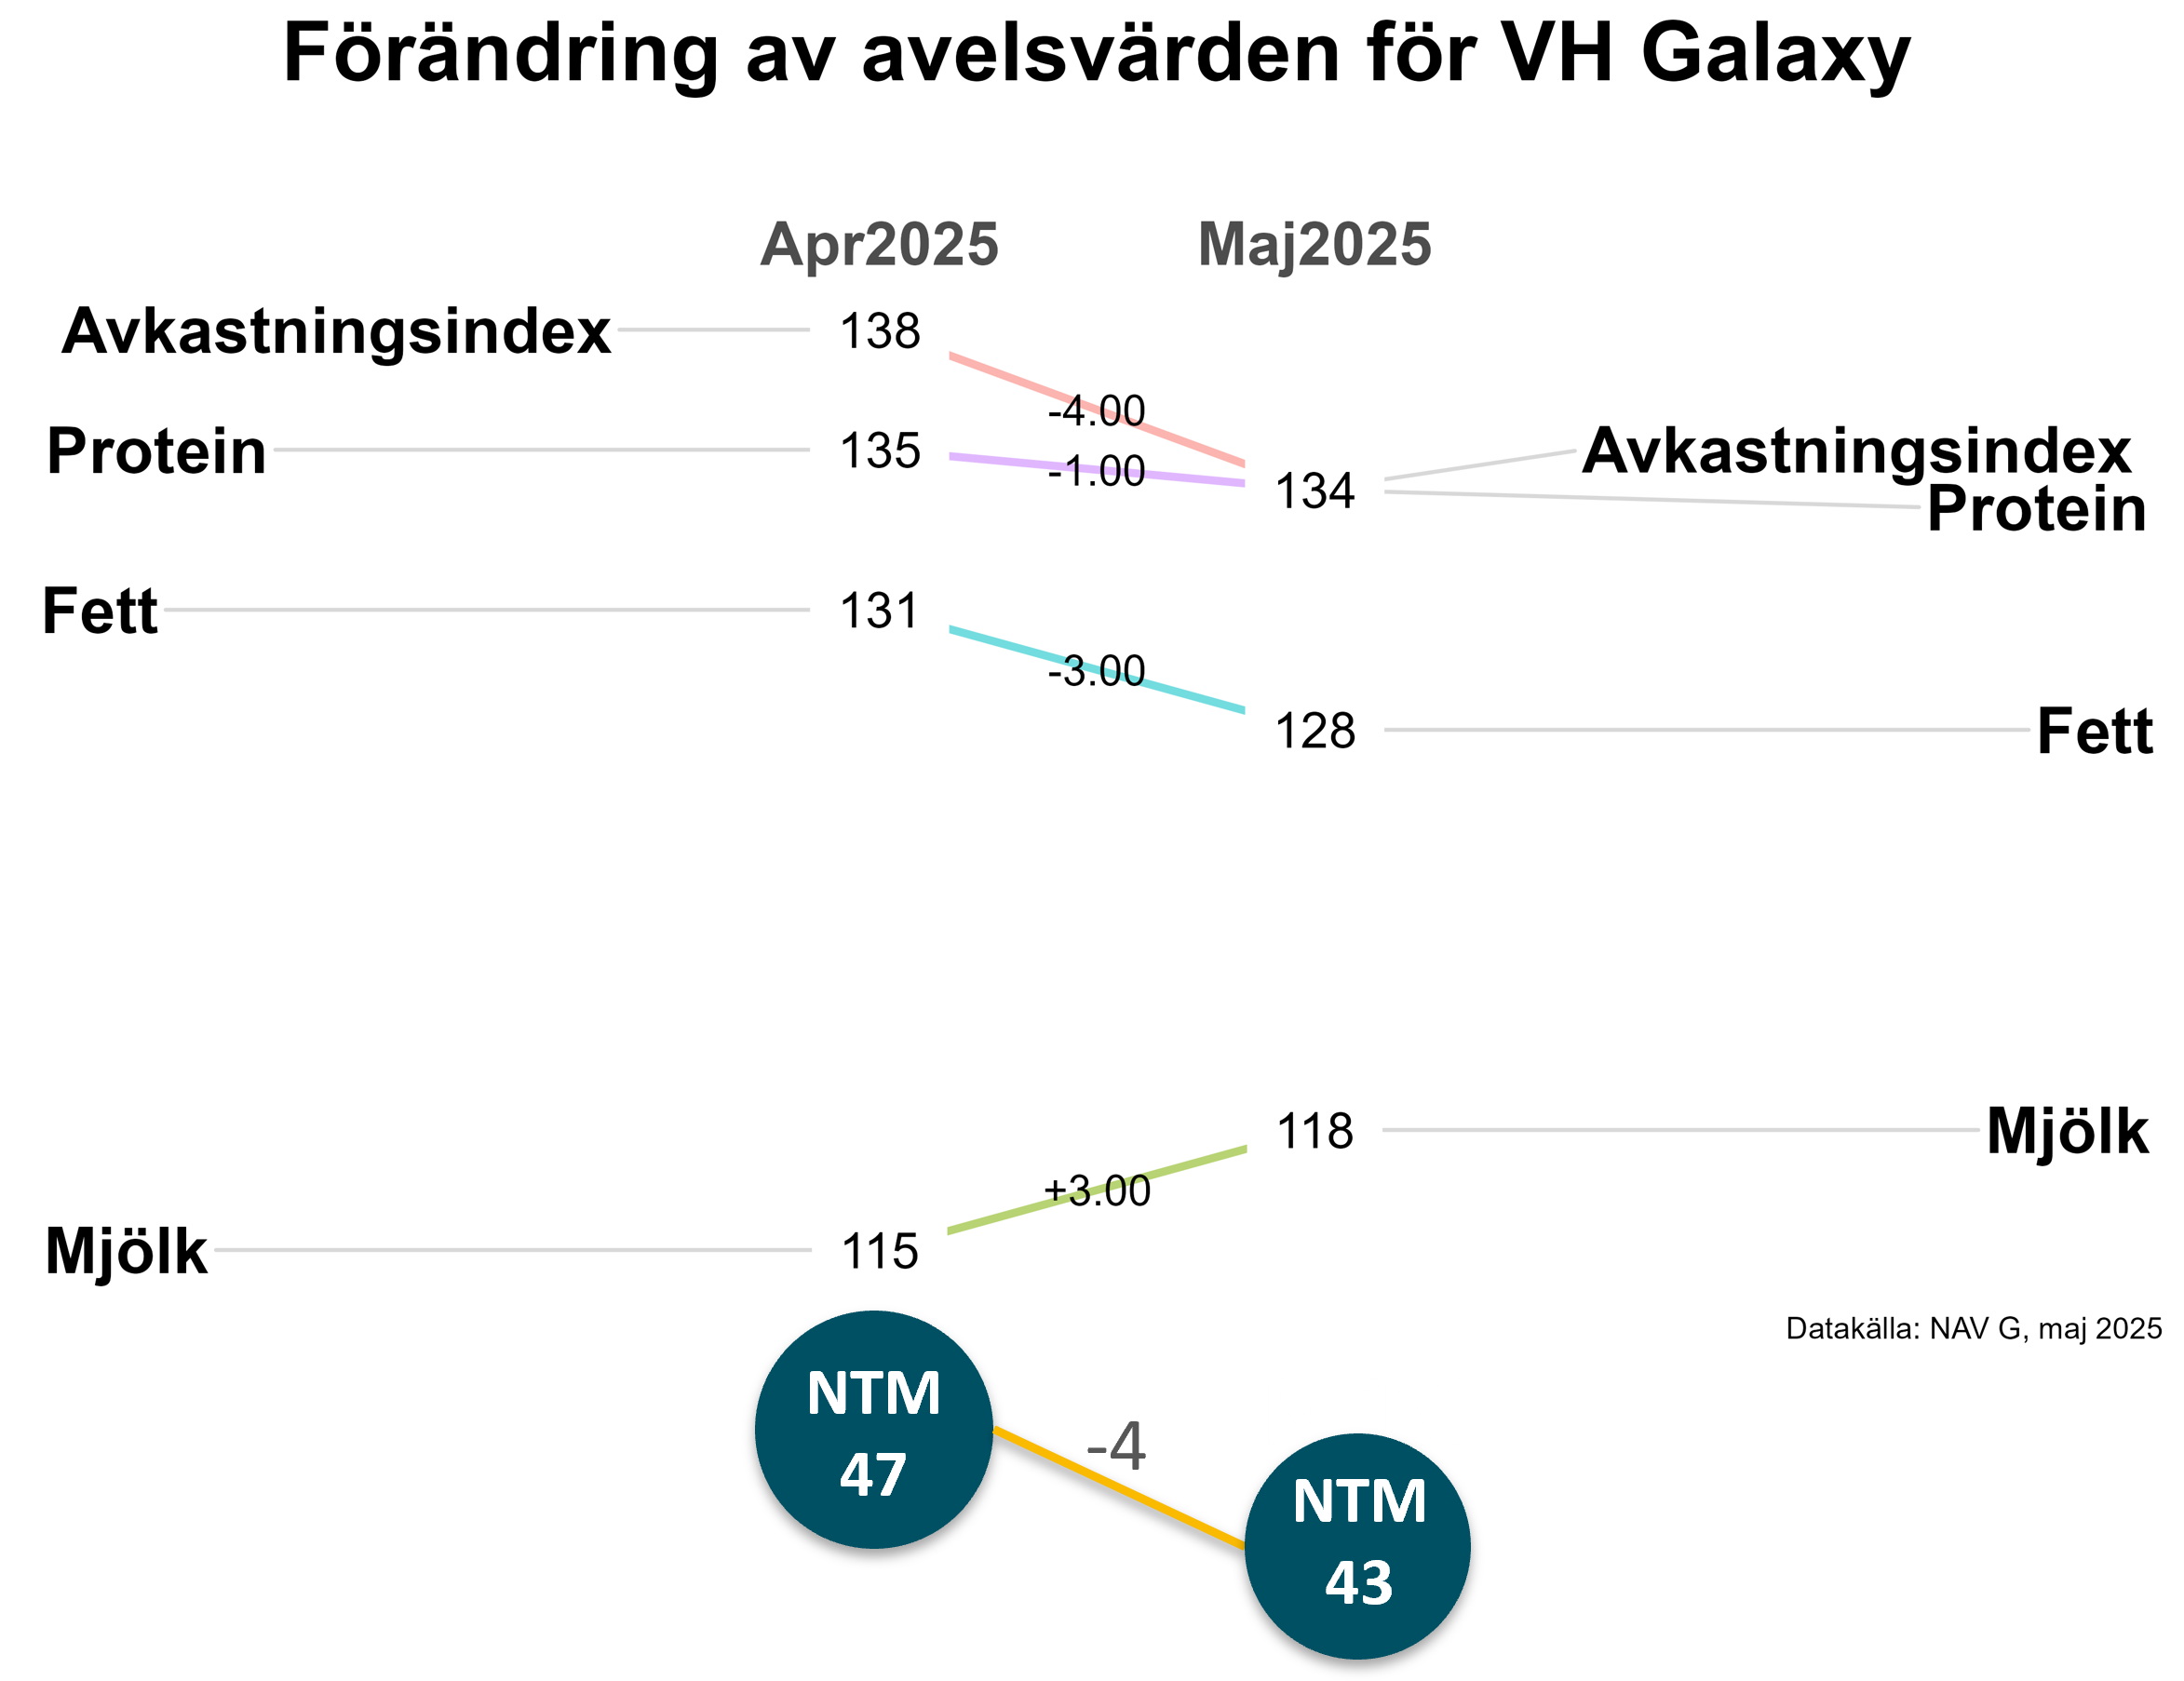 Förändring av avelsvärden för VH Galaxy
Apr2025 Maj2025
Avkastningsindex 138
-4.00
Protein 135 Avkastningsindex
-1.00
134
Protein
Fett 131
-3.00
128 Fett
118 Mjölk
+3.00
Mjölk 115
Datakälla: NAV G, maj 2025
NTM
47
-4
NTM
43